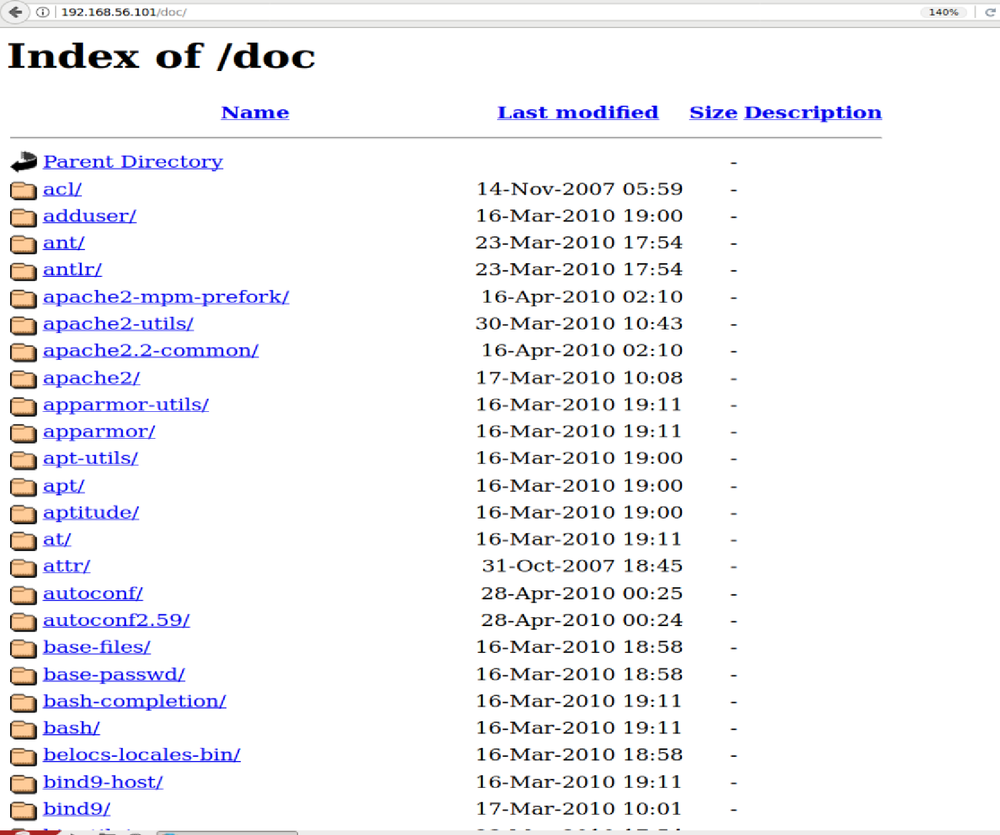 192.168.56.101/doc/ 140%
Index of /doc
Name Last modified Size Description
Parent Directory -
acl/ 14-Nov-2007 05:59 -
adduser/ 16-Mar-2010 19:00 -
ant/ 23-Mar-2010 17:54 -
antlr/ 23-Mar-2010 17:54 -
apache2-mpm-prefork/ 16-Apr-2010 02:10 -
apache2-utils/ 30-Mar-2010 10:43 -
apache2.2-common/ 16-Apr-2010 02:10 -
apache2/ 17-Mar-2010 10:08 -
apparmor-utils/ 16-Mar-2010 19:11 -
apparmor/ 16-Mar-2010 19:11 -
apt-utils/ 16-Mar-2010 19:00 -
apt/ 16-Mar-2010 19:00 -
aptitude/ 16-Mar-2010 19:00 -
at/ 16-Mar-2010 19:11 -
attr/ 31-Oct-2007 18:45 -
autoconf/ 28-Apr-2010 00:25 -
autoconf2.59/ 28-Apr-2010 00:24 -
base-files/ 16-Mar-2010 18:58 -
base-passwd/ 16-Mar-2010 18:58 -
bash-completion/ 16-Mar-2010 19:11 -
bash/ 16-Mar-2010 19:11 -
belocs-locales-bin/ 16-Mar-2010 18:58 -
bind9-host/ 16-Mar-2010 19:11 -
bind9/ 17-Mar-2010 10:01 -